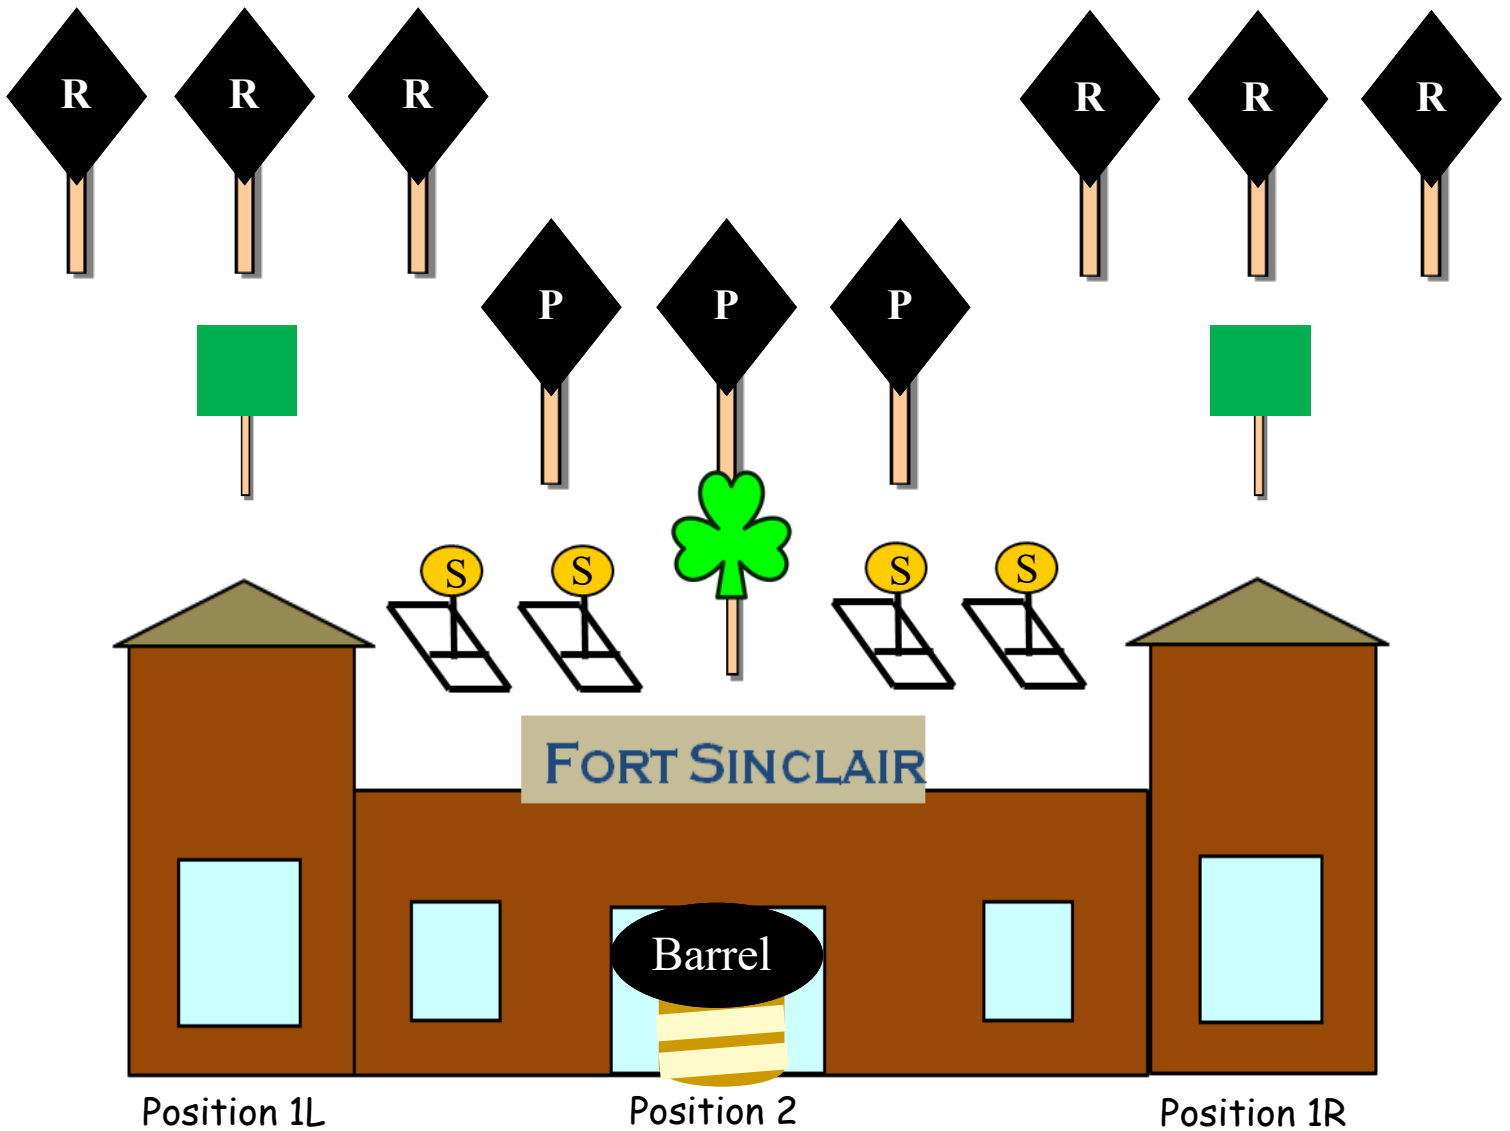 R R R R R R
P P P
S S S S
FORT SINCLAIR
Barrel
Position 1L Position 2 Position 1R